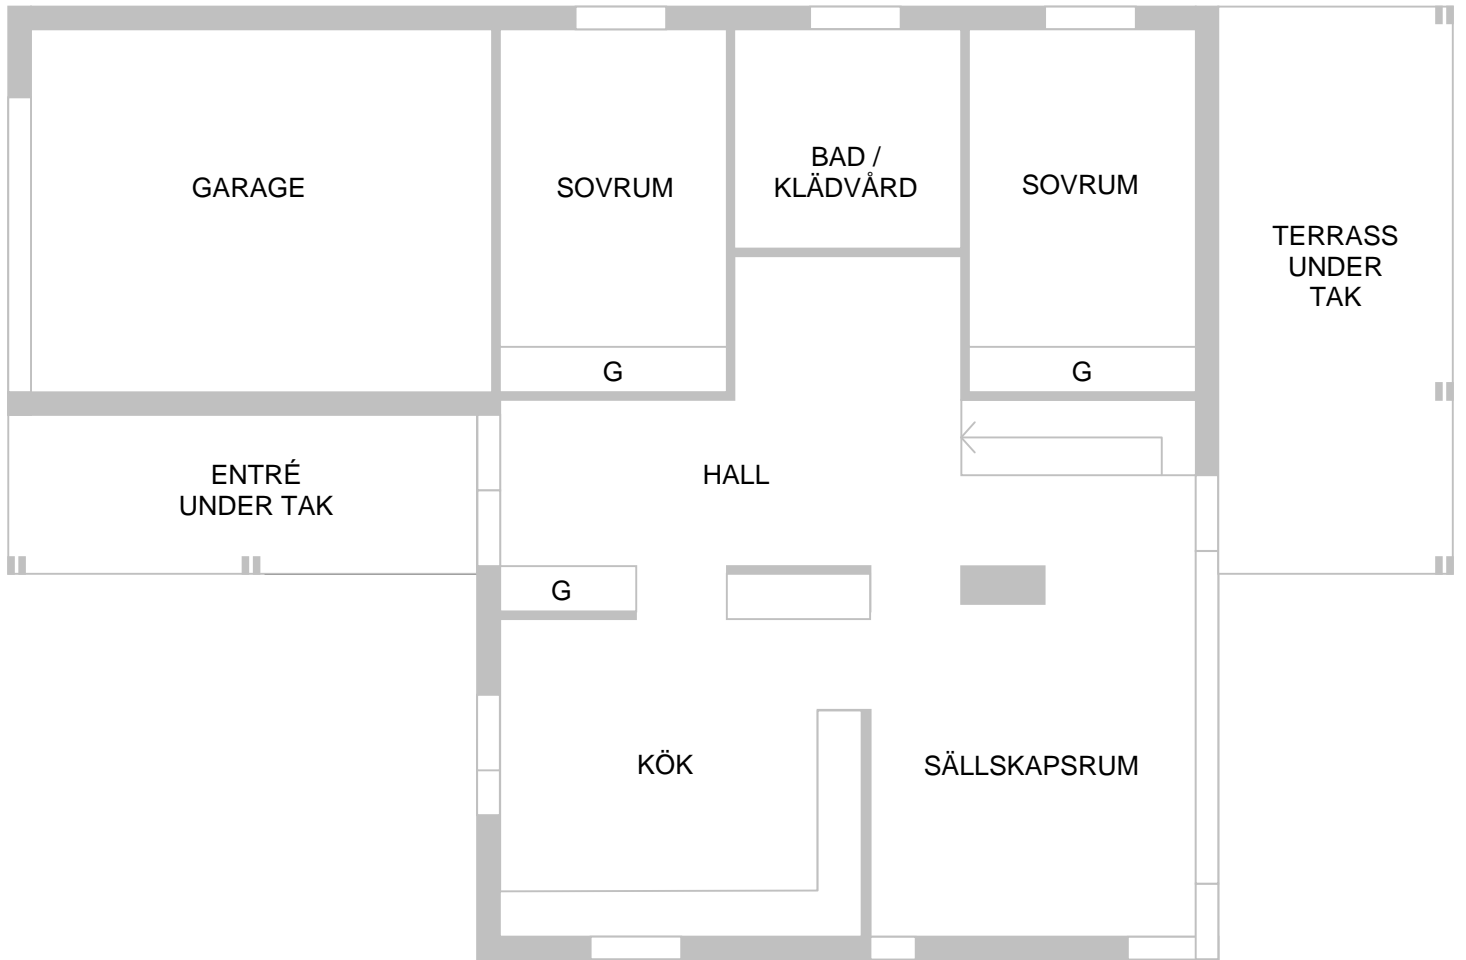 GARAGE
SOVRUM
BAD /
KLÄDVÅRD
SOVRUM
TERRASS
UNDER
TAK
G
G
ENTRÉ
UNDER TAK
HALL
G
KÖK
SÄLLSKAPSRUM